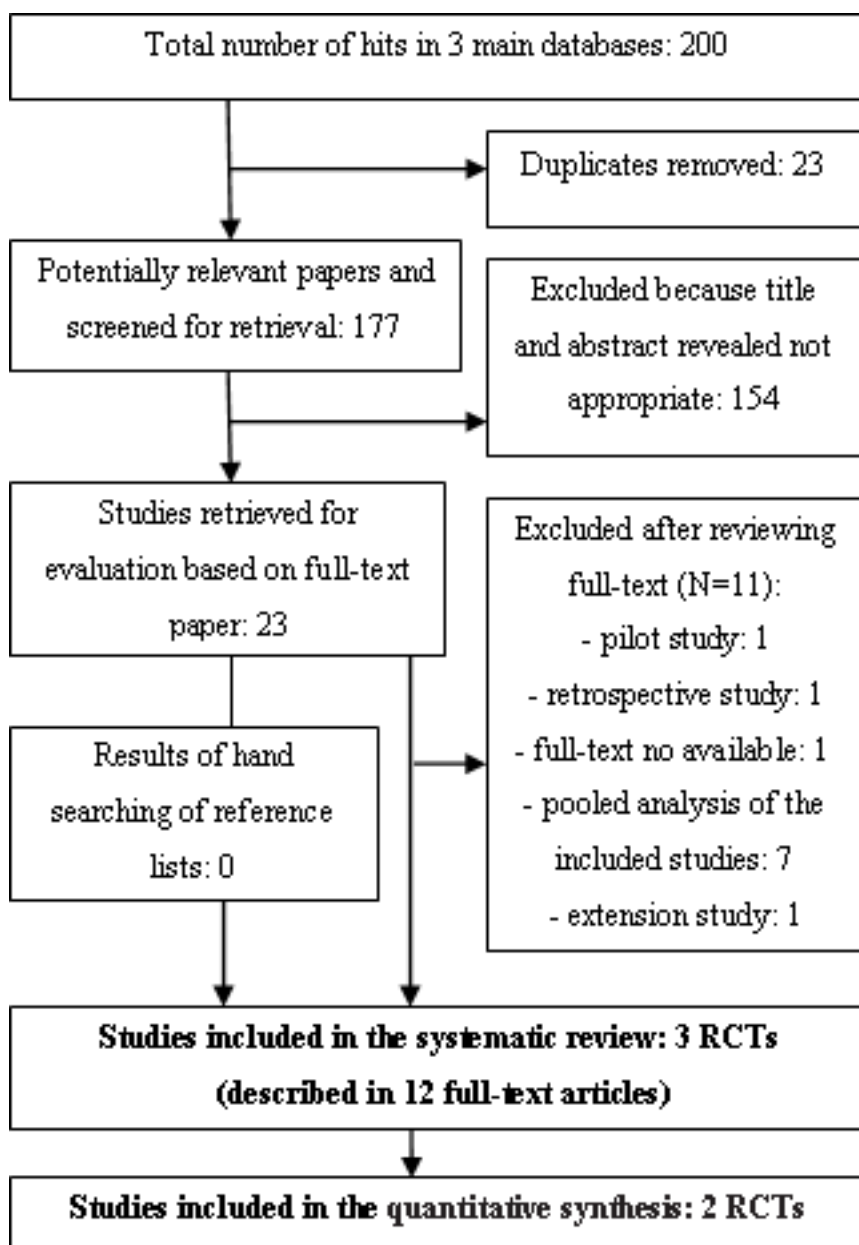 Total number of hits in 3 main databases: 200
Duplicates removed: 23
Potentially relevant papers and
screened for retrieval: 177
Excluded because title
and abstract revealed not
appropriate: 154
Studies retrieved for
evaluation based on full-text
paper: 23
Excluded after reviewing
full-text (N=11):
- pilot study: 1
- retrospective study: 1
- full-text no available: 1
- pooled analysis of the
included studies: 7
- extension study: 1
Results of hand
searching of reference
lists: 0
Studies included in the systematic review: 3 RCTs
(described in 12 full-text articles)
Studies included in the quantitative synthesis: 2 RCTs